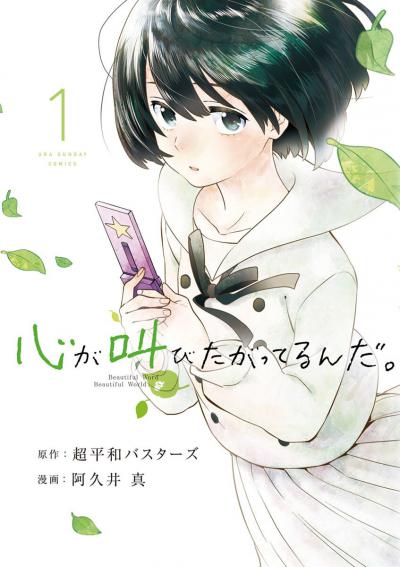 1
URA SUNDAY
COMICS
心が叫びたがってるんだ。
Beautiful Word
Beautiful World
原作：超平和バスターズ
漫画：阿久井 真